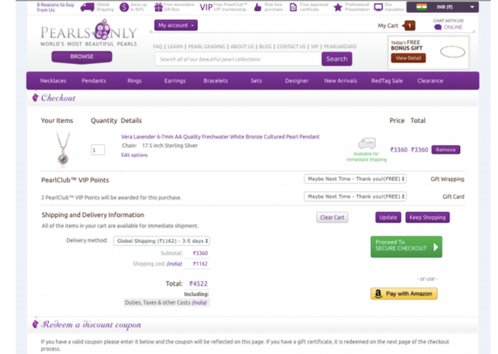 8 Reasons to buy From Us.
Global Shipping
Save up to
Free decorative Gift Box
VIP Free PearlClub™ VIP membership
Risk free purchase
Free approved certificate
Professional Presentation
Our reputation
INR (₹)
PEARLS ONLY
WORLD'S MOST BEAUTIFUL PEARLS
My account
My Cart 1
CHAT WITH US
ONLINE
FAQ | LEARN | PEARL GRADING | ABOUT US | BLOG | CONTACT US | VIP | PEARLWIZARD
BROWSE
Search all of our beautiful pearl collections
Search
Today's FREE
BONUS GIFT
View Detail
Necklaces Pendants Rings Earrings Bracelets Sets Designer New Arrivals RedTag Sale Clearance
Checkout
Your Items Quantity Details Price Total
1
Vera Lavender 6-7mm AA Quality Freshwater White Bronze Cultured Pearl Pendant
Chain: 17.5 inch Sterling Silver
Edit options
Available for Immediate Shipping
₹3360 ₹3360 Remove
PearlClub™ VIP Points
Maybe Next Time - Thank you!(FREE) Gift Wrapping
2 PearlClub™ VIP Points will be awarded for this purchase.
Maybe Next Time - Thank you!(FREE) Gift Card
Shipping and Delivery Information
Clear Cart Update Keep Shopping
All of the items in your cart are available for immediate shipment.
Delivery method: Global Shipping (₹1162) - 3-5 days
PROCEED TO
SECURE CHECKOUT
Subtotal: ₹3360
Shipping cost (India) ₹1162
Total: ₹4522
- or use -
Including:
Duties, Taxes & other Costs (India)
Pay with Amazon
Redeem a discount coupon
If you have a valid coupon please enter it below and the coupon will be reflected on this page. If you have a gift certificate, it is redeemed on the next page of the checkout
process.